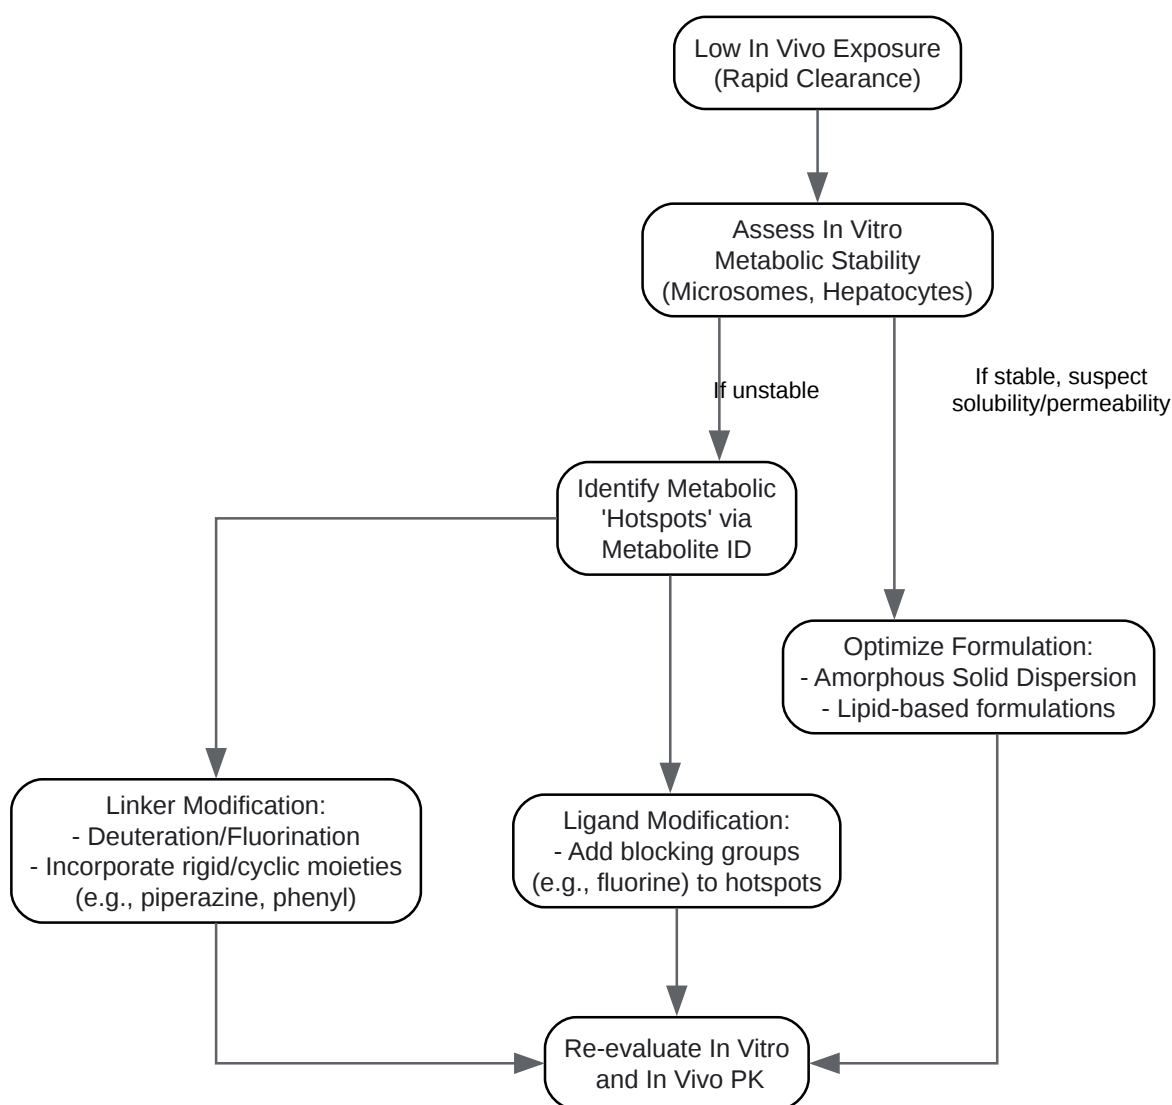 Low In Vivo Exposure
(Rapid Clearance)
Assess In Vitro
Metabolic Stability
(Microsomes, Hepatocytes)
If unstable
If stable, suspect
solubility/permeability
Identify Metabolic
'Hotspots' via
Metabolite ID
Optimize Formulation:
- Amorphous Solid Dispersion
- Lipid-based formulations
Linker Modification:
- Deuteration/Fluorination
- Incorporate rigid/cyclic moieties
(e.g., piperazine, phenyl)
Ligand Modification:
- Add blocking groups
(e.g., fluorine) to hotspots
Re-evaluate In Vitro
and In Vivo PK